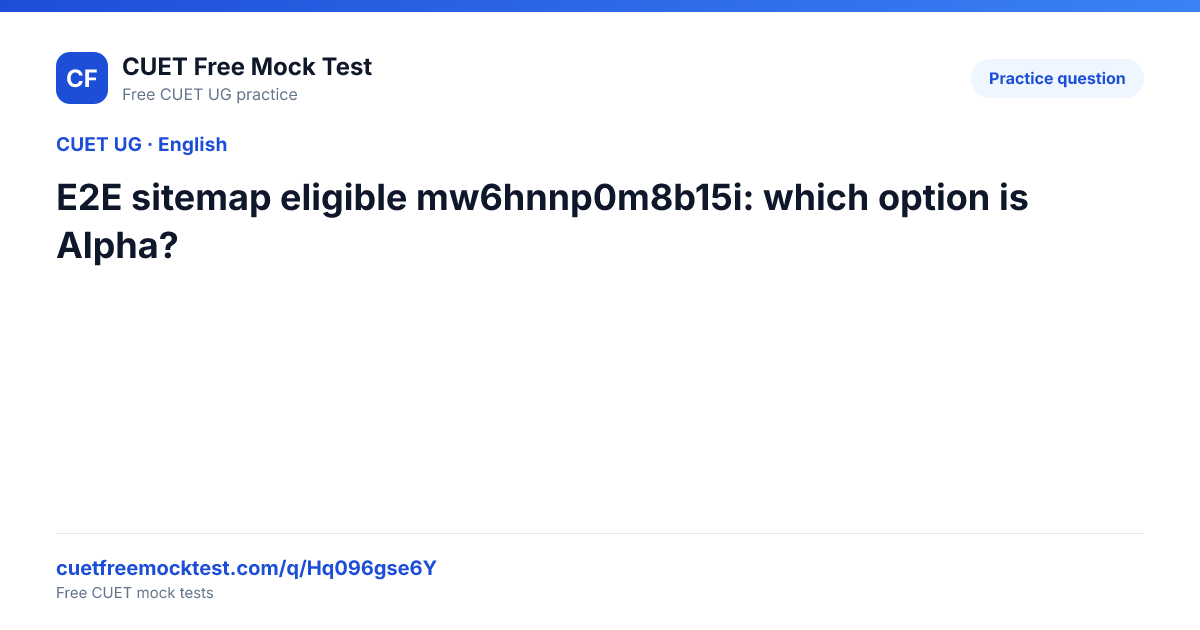 CF
CUET Free Mock Test
Free CUET UG practice
Practice question
CUET UG · English
E2E sitemap eligible mw6hnnp0m8b15i: which option is
Alpha?
cuetfreemocktest.com/q/Hq096gse6Y
Free CUET mock tests